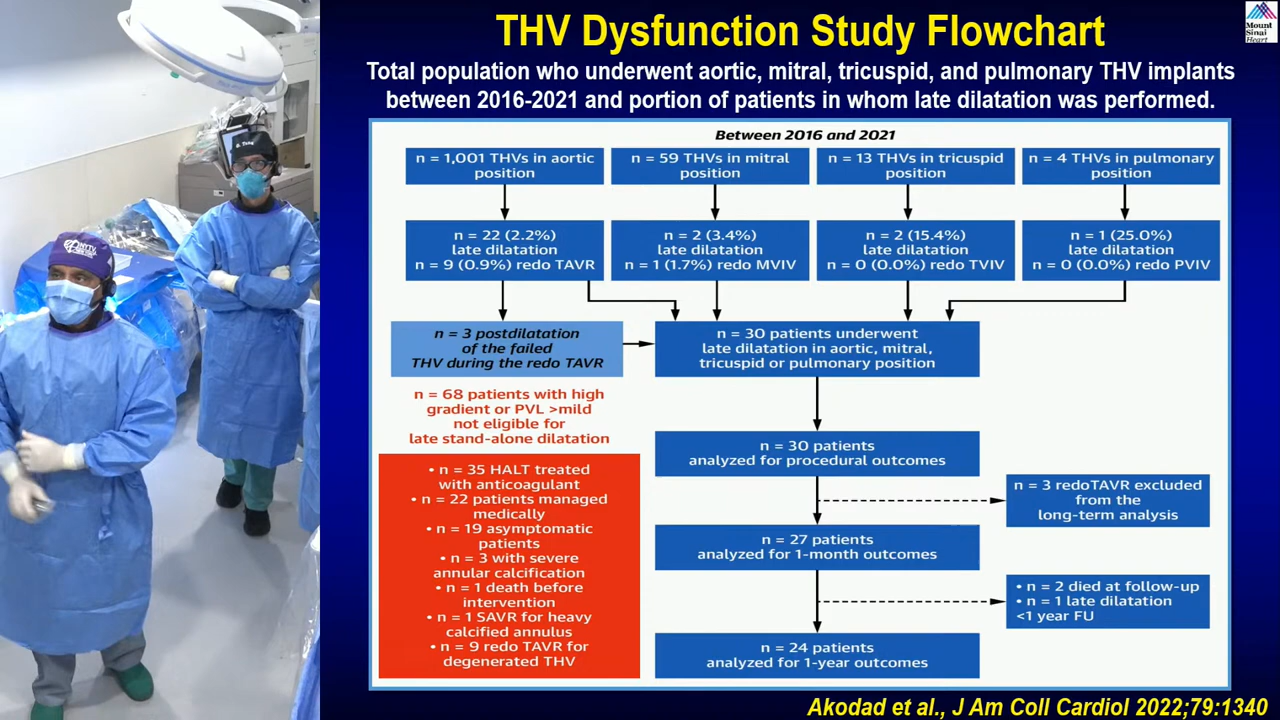 THV Dysfunction Study Flowchart
Mount
Sinai
Heart
Total population who underwent aortic, mitral, tricuspid, and pulmonary THV implants
between 2016-2021 and portion of patients in whom late dilatation was performed.
Between 2016 and 2021
n = 1,001 THVs in aortic
position
n = 59 THVs in mitral
position
n = 13 THVs in tricuspid
position
n = 4 THVs in pulmonary
position
n = 22 (2.2%)
late dilatation
n = 9 (0.9%) redo TAVR
n = 2 (3.4%)
late dilatation
n = 1 (1.7%) redo MVIV
n = 2 (15.4%)
late dilatation
n = 0 (0.0%) redo TVIV
n = 1 (25.0%)
late dilatation
n = 0 (0.0%) redo PVIV
n = 3 postdilatation
of the failed
THV during the redo TAVR
n = 30 patients underwent
late dilatation in aortic, mitral,
tricuspid or pulmonary position
n = 68 patients with high
gradient or PVL >mild
not eligible for
late stand-alone dilatation
• n = 35 HALT treated
with anticoagulant
• n = 22 patients managed
medically
• n = 19 asymptomatic
patients
• n = 3 with severe
annular calcification
• n = 1 death before
intervention
• n = 1 SAVR for heavy
calcified annulus
• n = 9 redo TAVR for
degenerated THV
n = 30 patients
analyzed for procedural outcomes
n = 3 redoTAVR excluded
from the
long-term analysis
n = 27 patients
analyzed for 1-month outcomes
• n = 2 died at follow-up
• n = 1 late dilatation
<1 year FU
n = 24 patients
analyzed for 1-year outcomes
Akodad et al., J Am Coll Cardiol 2022;79:1340